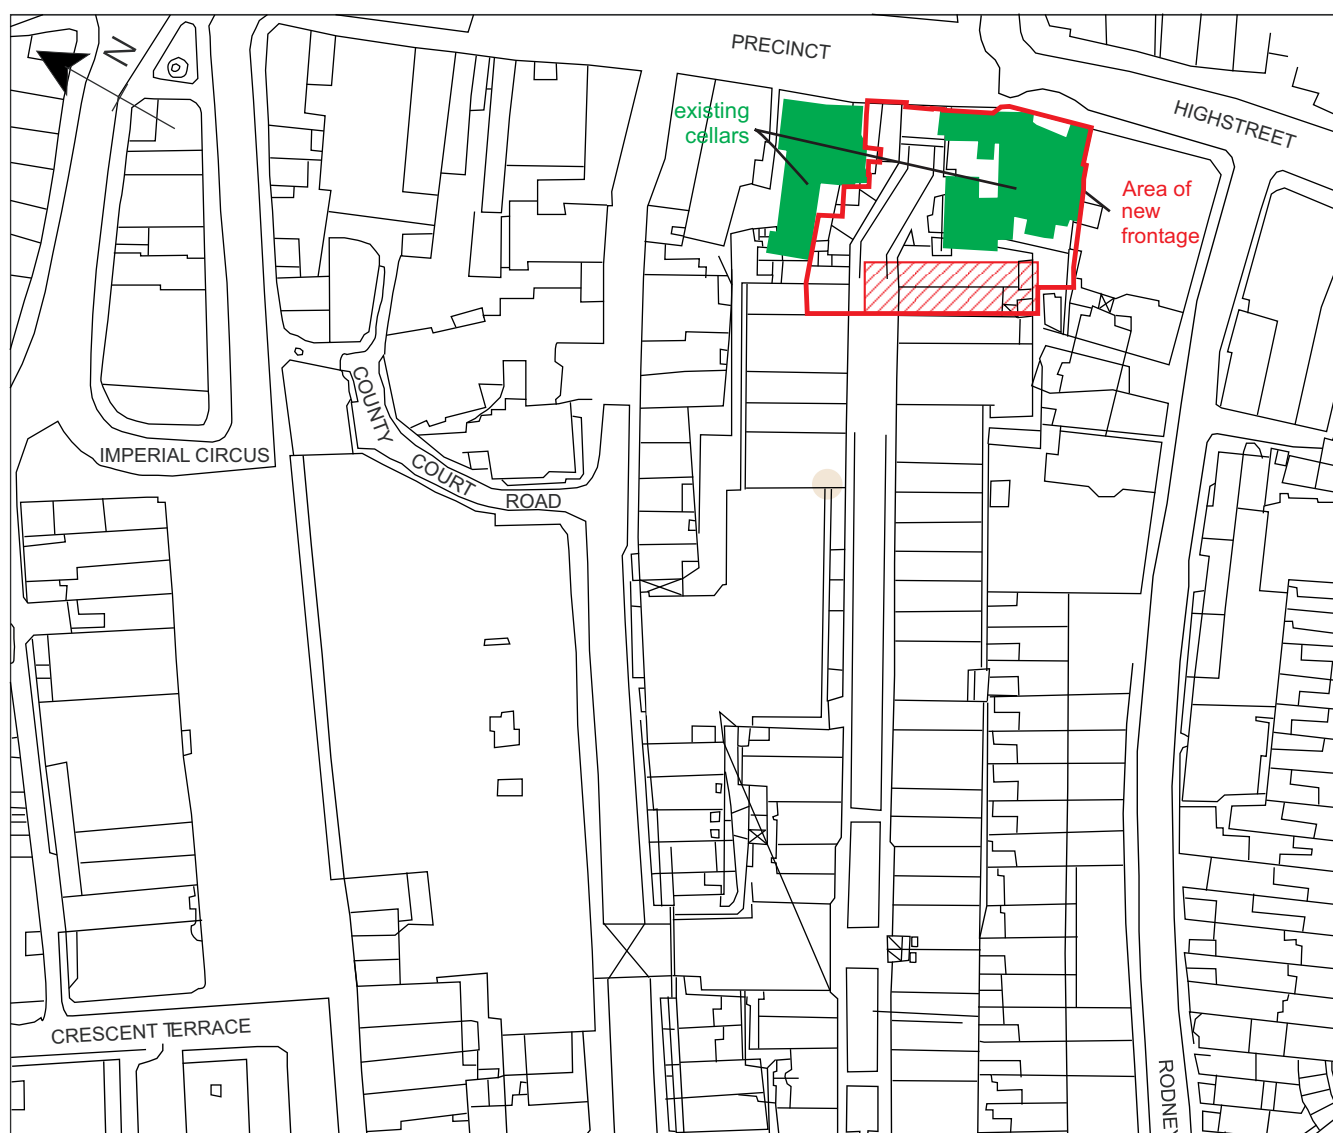 N
PRECINCT
HIGHSTREET
existing
cellars
Area of
new
frontage
COUNTY
COURT
ROAD
IMPERIAL CIRCUS
CRESCENT TERRACE
RODNEY